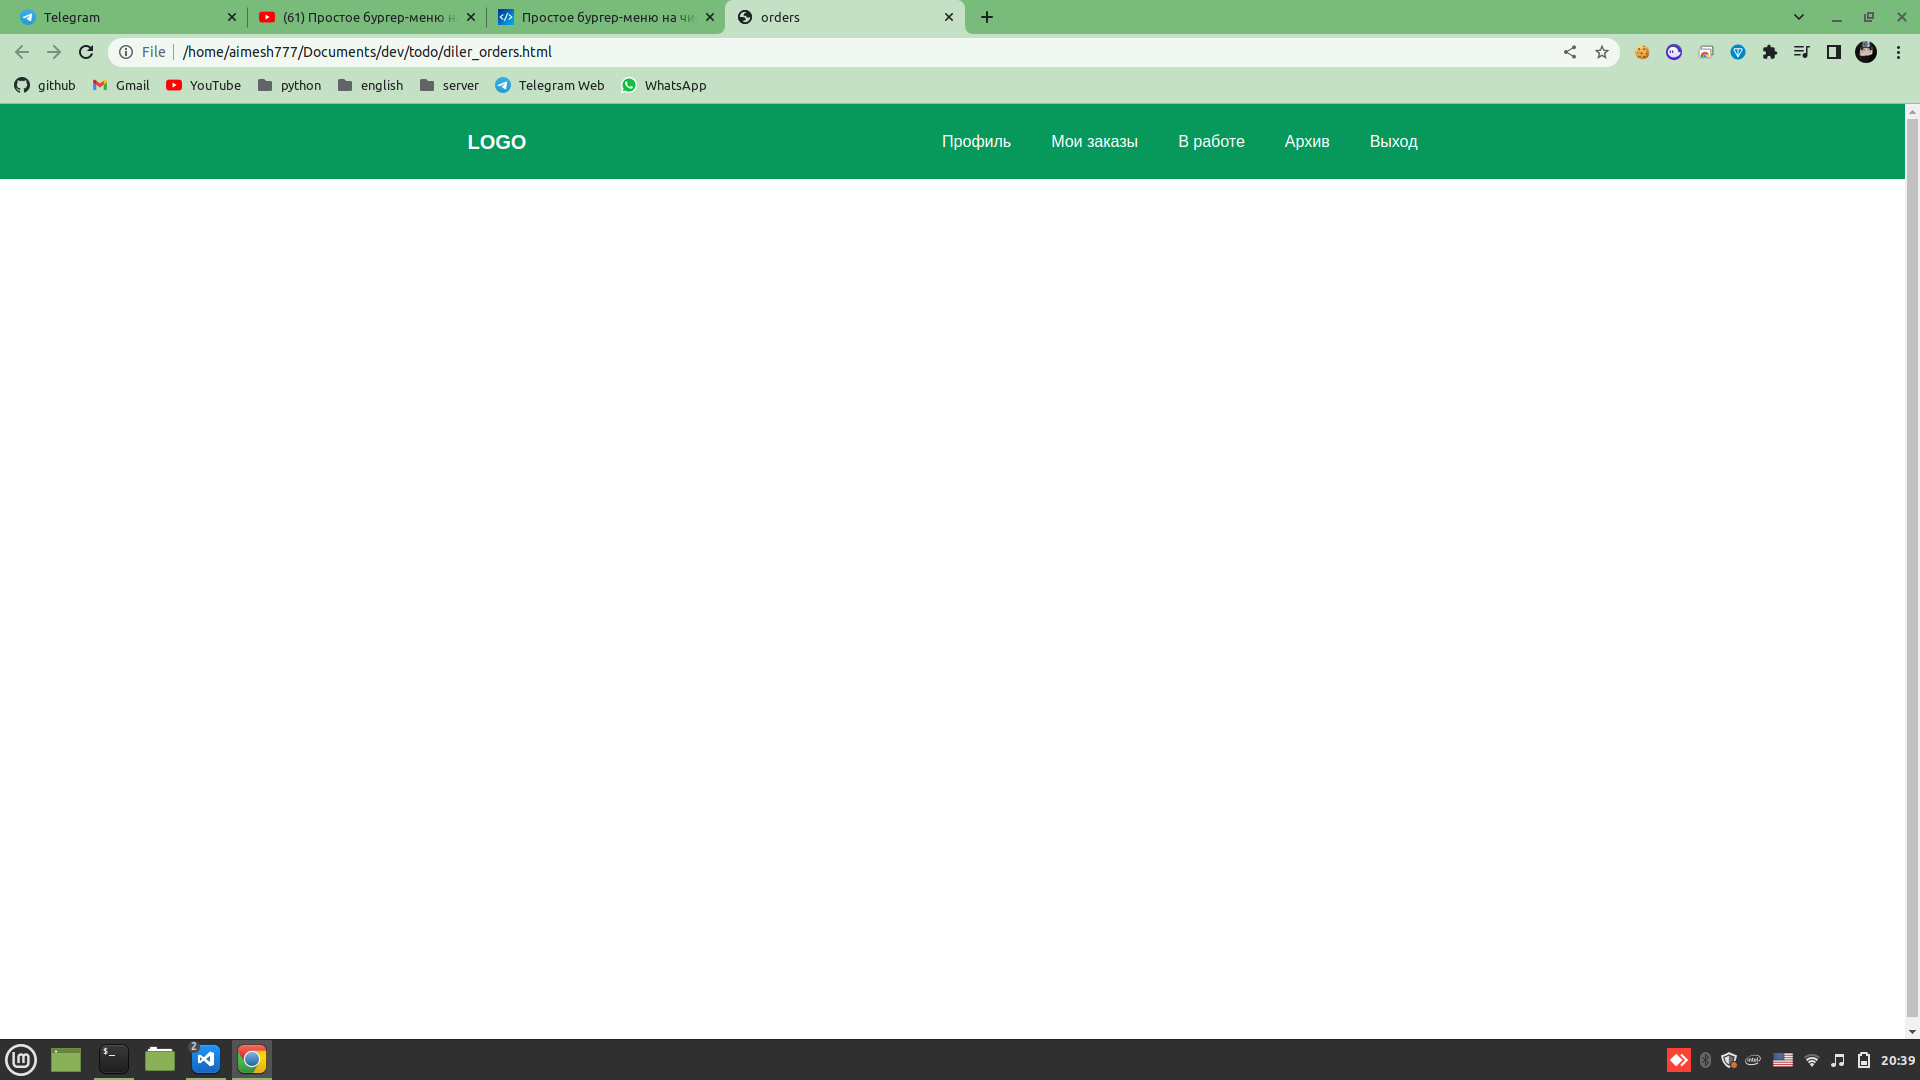 Telegram
(61) Простое бургер-меню н
Простое бургер-меню на чи
orders
File
/home/aimesh777/Documents/dev/todo/diler_orders.html
github
Gmail
YouTube
python
english
server
Telegram Web
WhatsApp
LOGO
Профиль
Мои заказы
В работе
Архив
Выход
$_
2
20:39